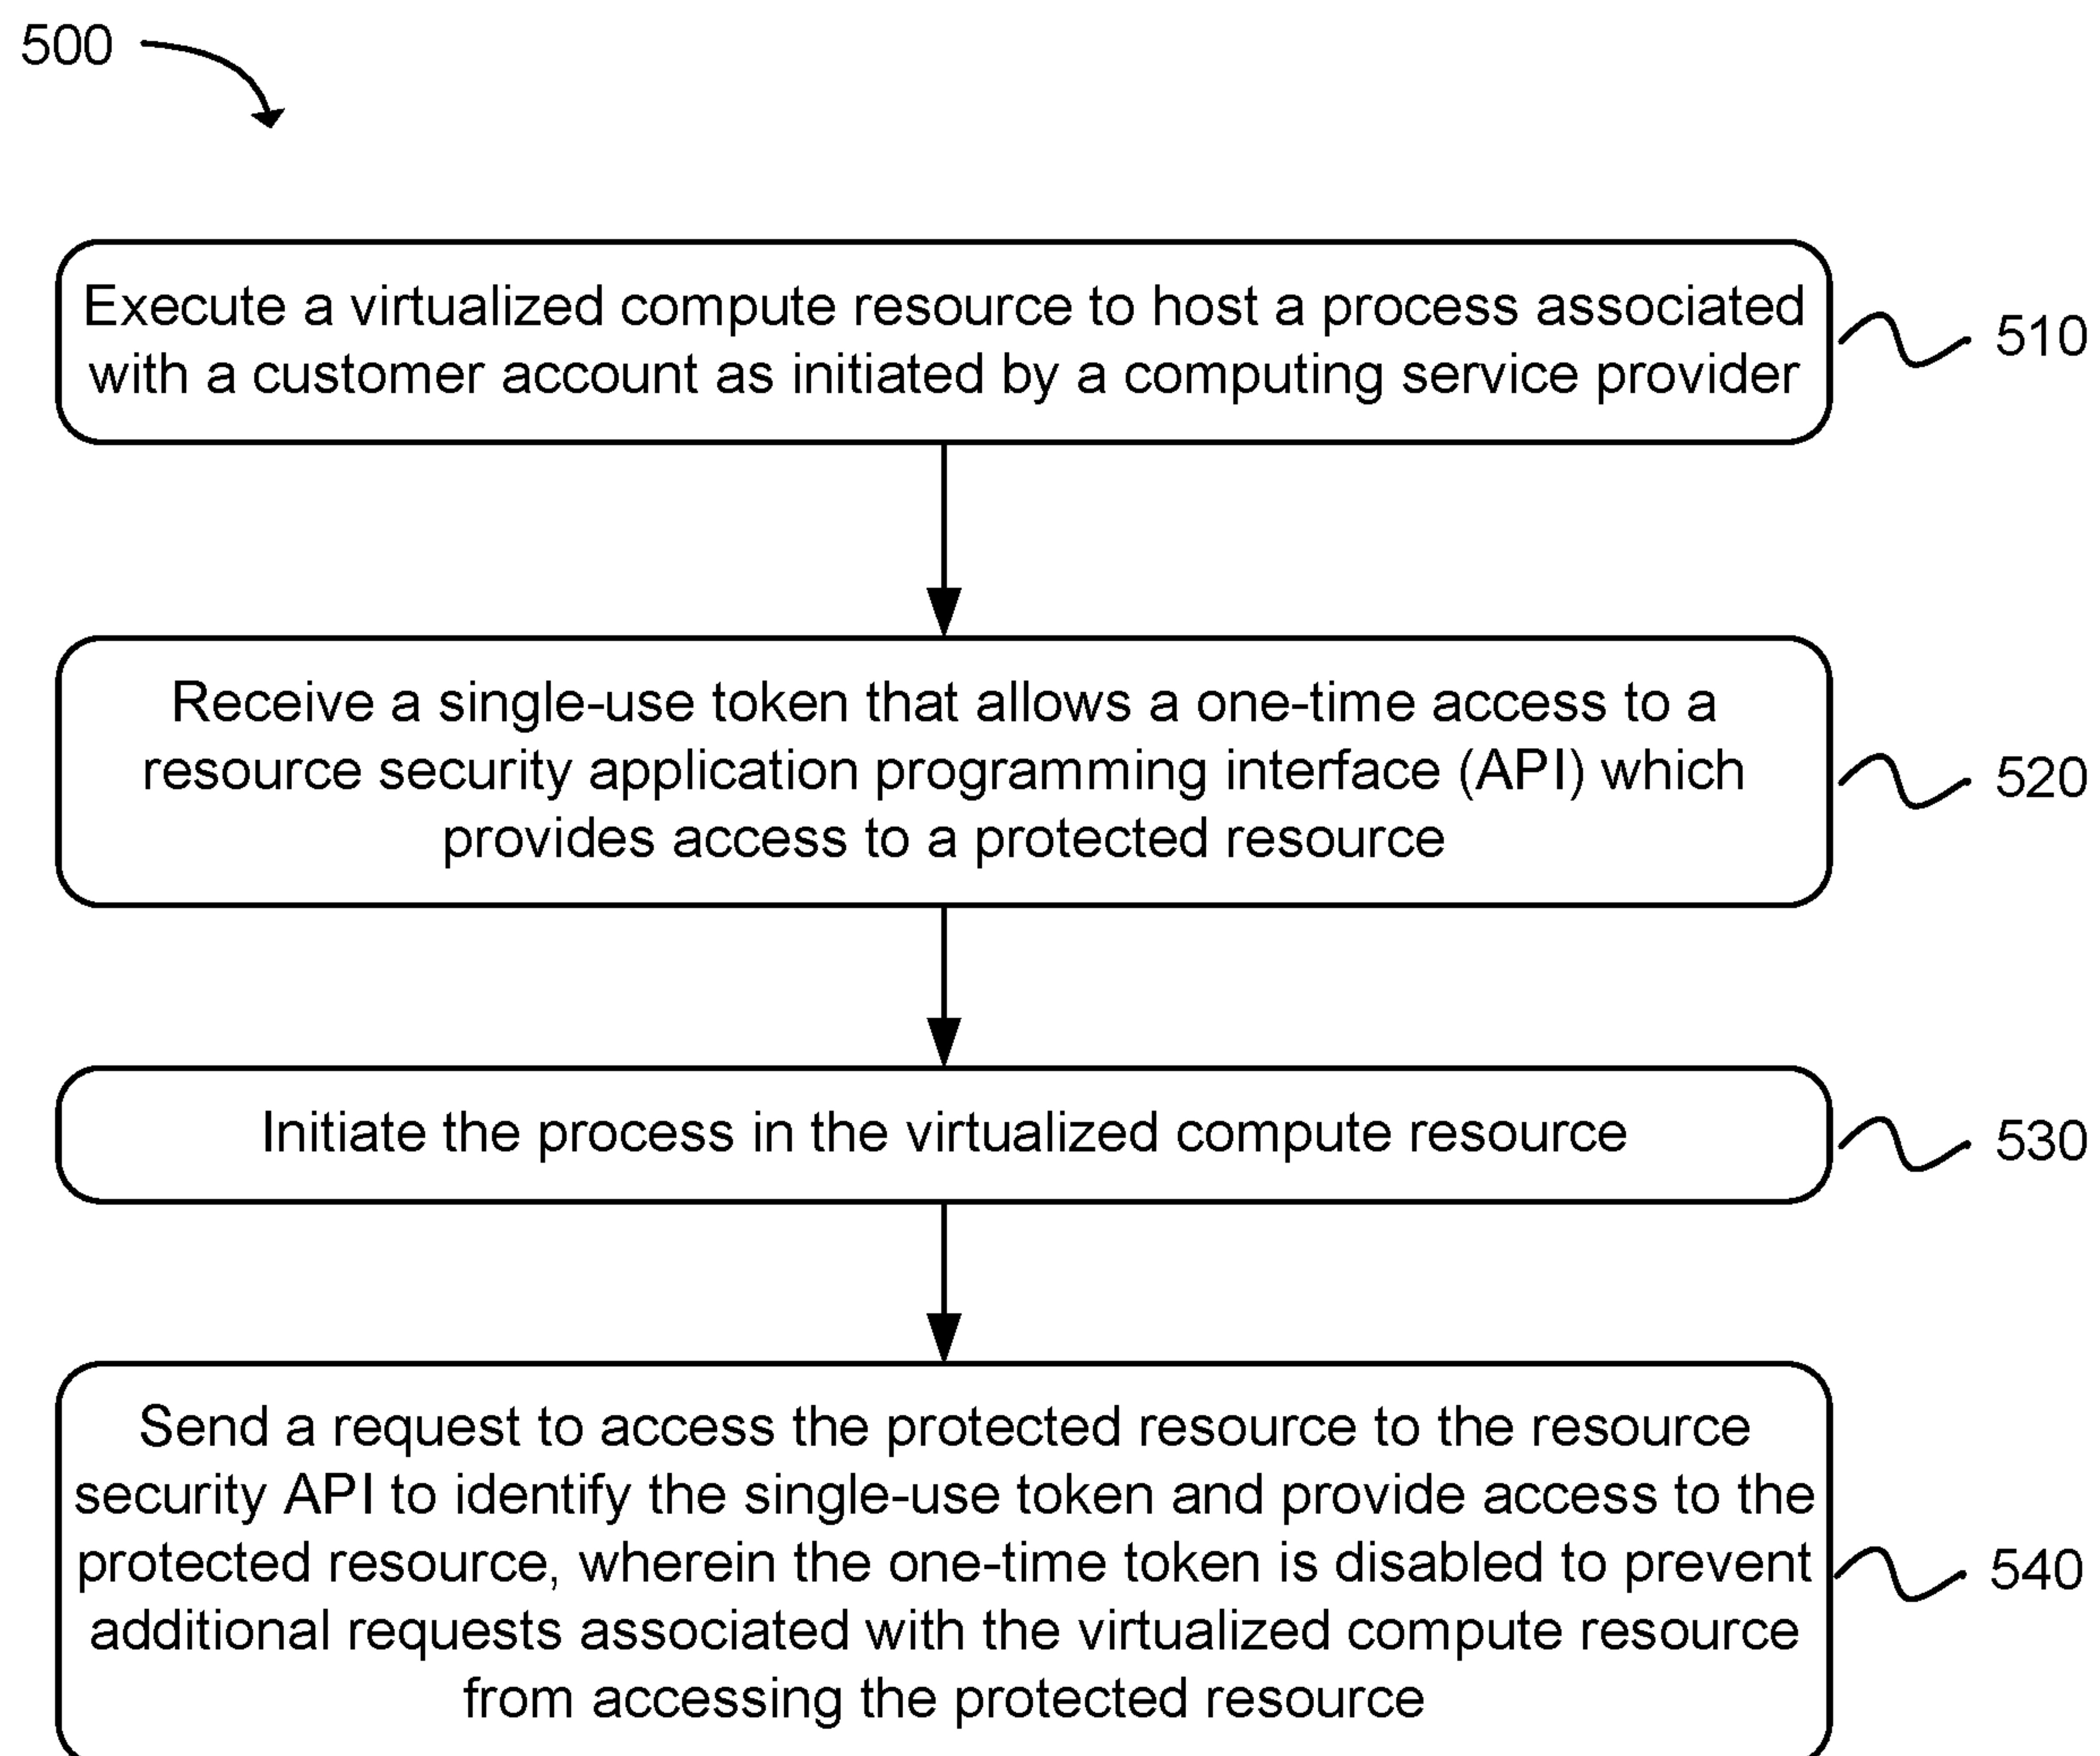 500
Execute a virtualized compute resource to host a process associated
with a customer account as initiated by a computing service provider
510
Receive a single-use token that allows a one-time access to a
resource security application programming interface (API) which
provides access to a protected resource
520
Initiate the process in the virtualized compute resource
530
Send a request to access the protected resource to the resource
security API to identify the single-use token and provide access to the
protected resource, wherein the one-time token is disabled to prevent
additional requests associated with the virtualized compute resource
from accessing the protected resource
540